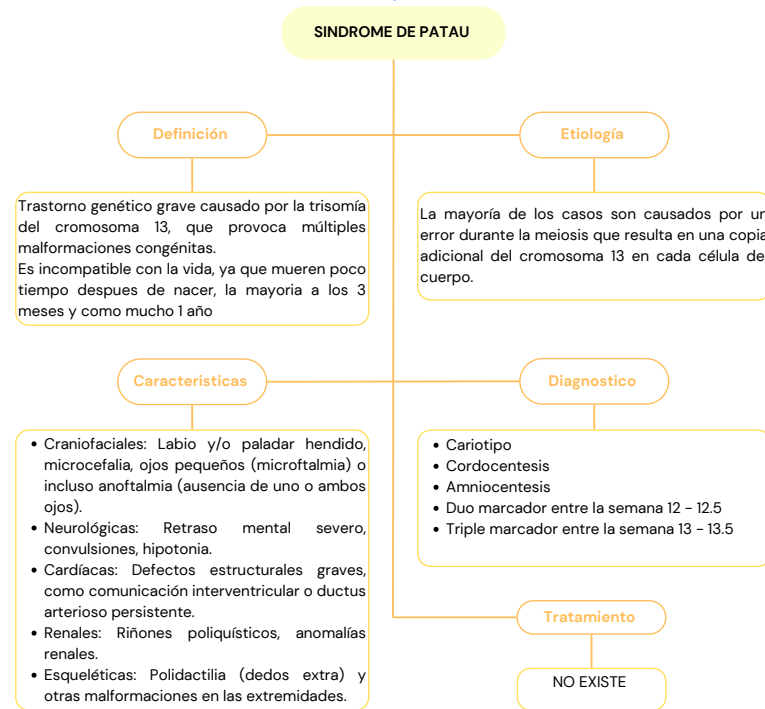 SINDROME DE PATAU
Definición
Trastorno genético grave causado por la trisomía
del cromosoma 13, que provoca múltiples
malformaciones congénitas.
Es incompatible con la vida, ya que mueren poco
tiempo despues de nacer, la mayoria a los 3
meses y como mucho 1 año
Etiología
La mayoría de los casos son causados por un
error durante la meiosis que resulta en una copia
adicional del cromosoma 13 en cada célula de
cuerpo.
Caracteristicas
• Craniofaciales: Labio y/o paladar hendido,
microcefalia, ojos pequeños (microftalmia) o
incluso anoftalmia (ausencia de uno o ambos
ojos).
• Neurológicas: Retraso mental severo,
convulsiones, hipotonia.
• Cardíacas: Defectos estructurales graves,
como comunicación interventricular o ductus
arterioso persistente.
• Renales: Riñones poliquísticos, anomalías
renales.
• Esqueléticas: Polidactilia (dedos extra) y
otras malformaciones en las extremidades.
Diagnostico
• Cariotipo
• Cordocentesis
• Amniocentesis
• Duo marcador entre la semana 12 - 12.5
• Triple marcador entre la semana 13 - 13.5
Tratamiento
NO EXISTE